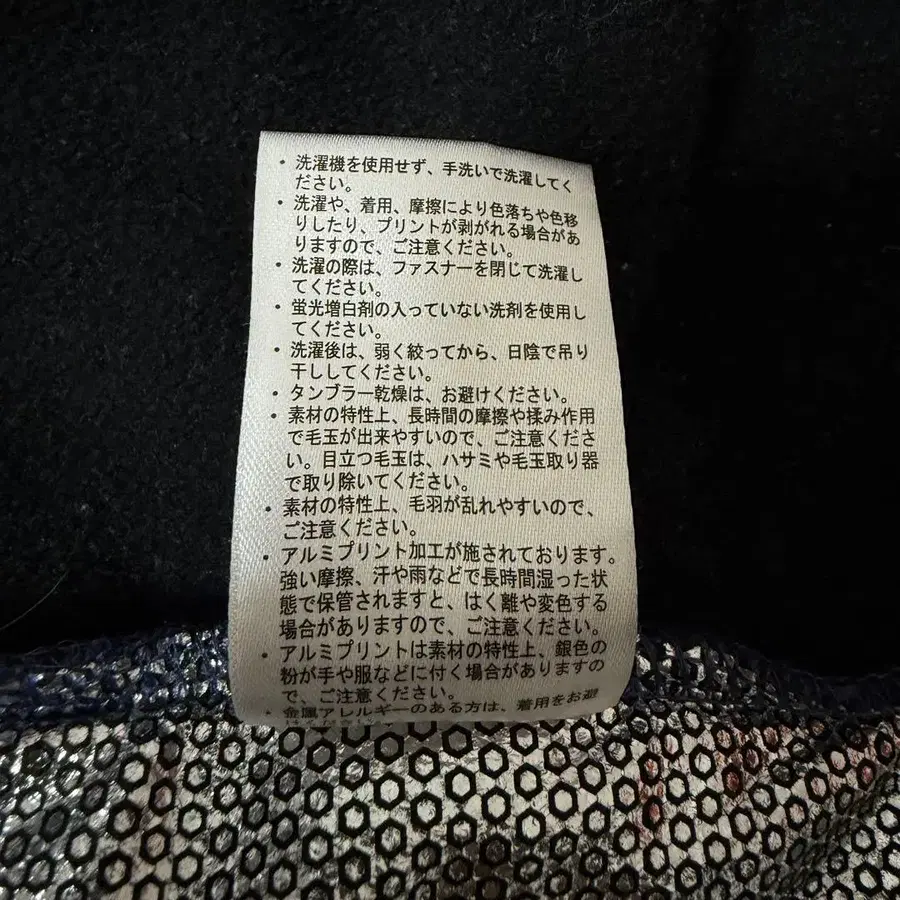 ・洗濯機を使用せず、手洗いで洗濯してく
ださい。
・洗濯や、着用、摩擦により色落ちや色移
りしたり、プリントが剥がれる場合があ
りますので、ご注意ください。
・洗濯の際は、ファスナーを閉じて洗濯し
てください。
・蛍光増白剤の入っていない洗剤を使用し
てください。
・洗濯後は、弱く絞ってから、日陰で吊り
干ししてください。
・タンブラー乾燥は、お避けください。
・素材の特性上、長時間の摩擦や揉み作用
で毛玉が出来やすいので、ご注意くださ
い。目立つ毛玉は、ハサミや毛玉取り器
で取り除いてください。
・素材の特性上、毛羽が乱れやすいので、
ご注意ください。
・アルミプリント加工が施されております。
強い摩擦、汗や雨などで長時間湿った状
態で保管されますと、はく離や変色する
場合がありますので、ご注意ください。
・アルミプリントは素材の特性上、銀色の
粉が手や服などに付く場合がありますの
で、ご注意ください。
・金属アレルギーのある方は、着用をお避